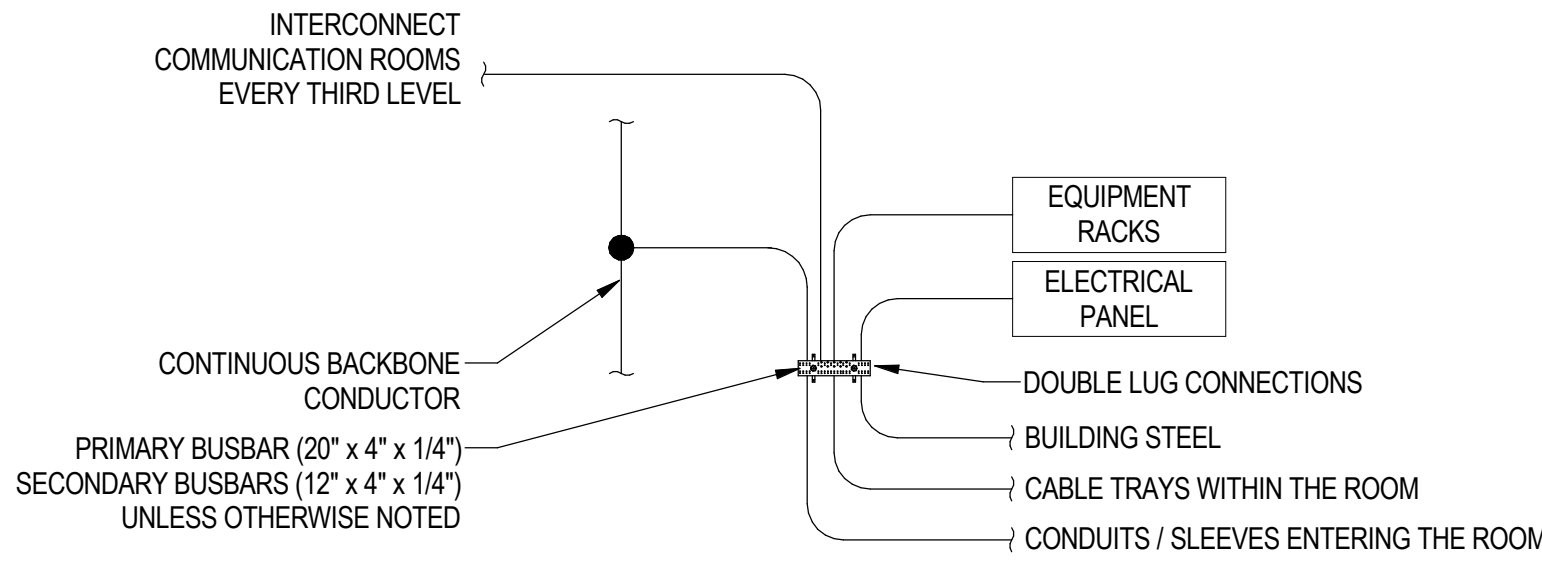 INTERCONNECT
COMMUNICATION ROOMS
EVERY THIRD LEVEL
EQUIPMENT
RACKS
ELECTRICAL
PANEL
CONTINUOUS BACKBONE
CONDUCTOR
DOUBLE LUG CONNECTIONS
PRIMARY BUSBAR (20" x 4" x 1/4")
SECONDARY BUSBARS (12" x 4" x 1/4")
UNLESS OTHERWISE NOTED
BUILDING STEEL
CABLE TRAYS WITHIN THE ROOM
CONDUITS / SLEEVES ENTERING THE ROOM